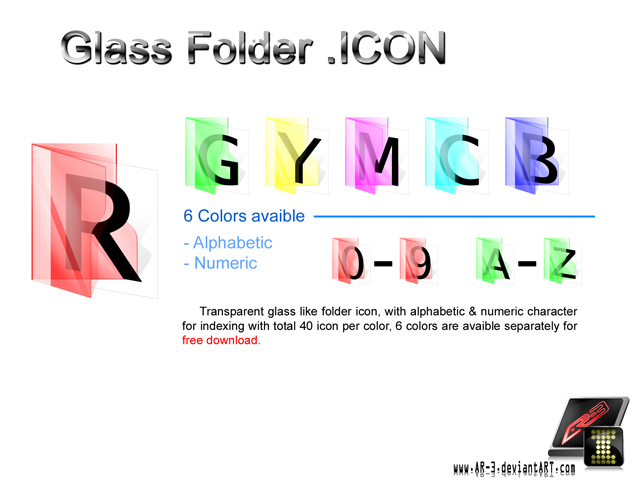 Glass Folder .ICON
R
G Y M C B
6 Colors avaible
- Alphabetic
- Numeric
0-9 A-Z
Transparent glass like folder icon, with alphabetic & numeric character
for indexing with total 40 icon per color, 6 colors are avaible separately for
free download.
AR-3
I
www.AR-3.deviantART.com